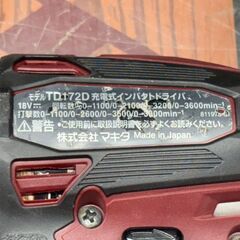 モデル TD172D 充電式インパクトドライバ
18V 回転数0-1100/0-2100/0-3200/0-3600min⁻¹
打撃数0-1100/0-2600/0-3600/0-3800min⁻¹
⚠警告 ・ご使用前に必ず取扱説明書をお読みください
株式会社 マキタ Made in Japan